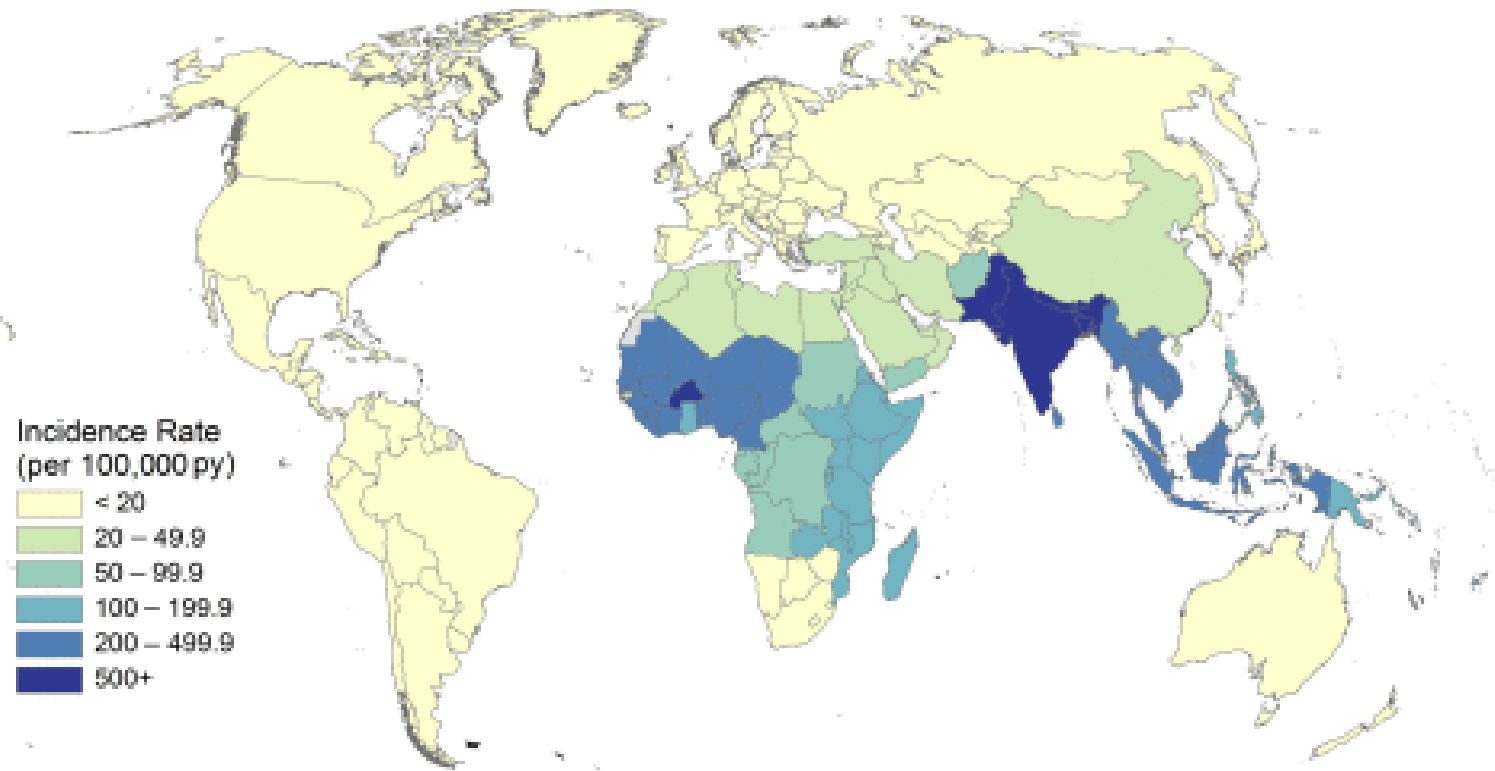 Incidence Rate
(per 100,000 py)
< 20
20 – 49.9
50 – 99.9
100 – 199.9
200 – 499.9
500+